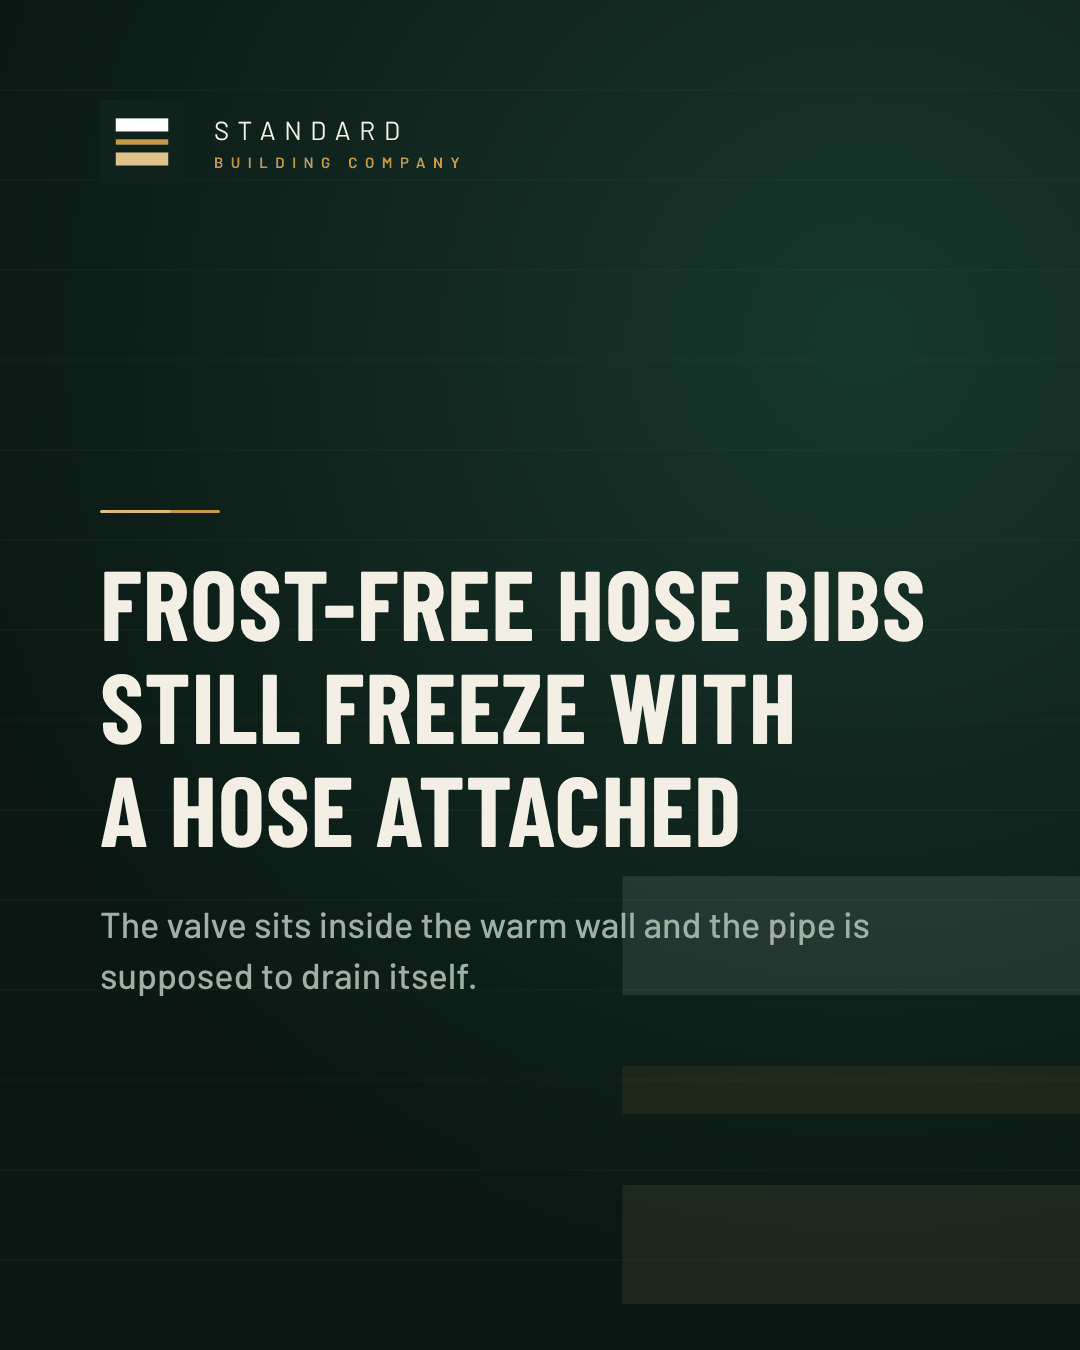 STANDARD
BUILDING COMPANY
FROST-FREE HOSE BIBS
STILL FREEZE WITH
A HOSE ATTACHED
The valve sits inside the warm wall and the pipe is
supposed to drain itself.